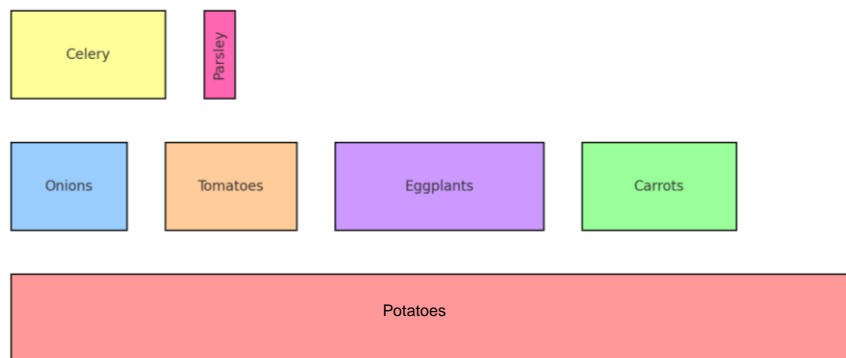 Celery
Parsley
Onions
Tomatoes
Eggplants
Carrots
Potatoes